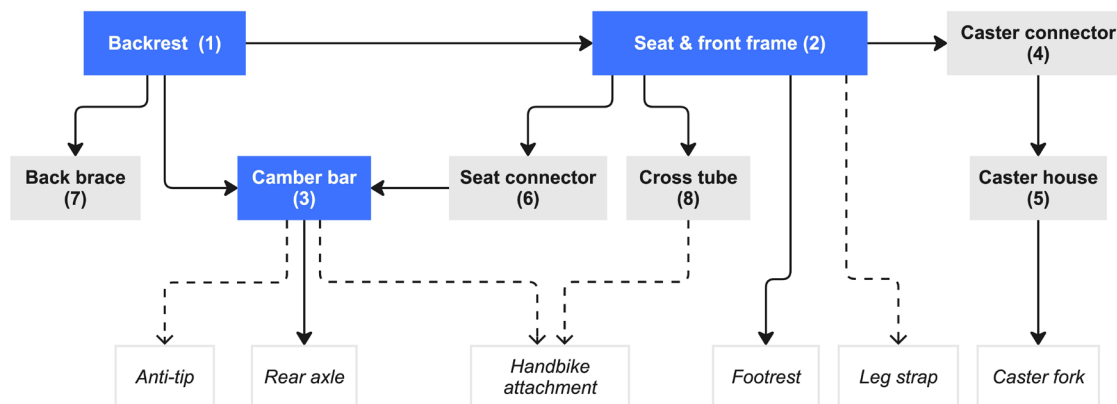 Backrest (1)
Seat & front frame (2)
Caster connector
(4)
Back brace
(7)
Camber bar
(3)
Seat connector
(6)
Cross tube
(8)
Caster house
(5)
Anti-tip
Rear axle
Handbike
attachment
Footrest
Leg strap
Caster fork